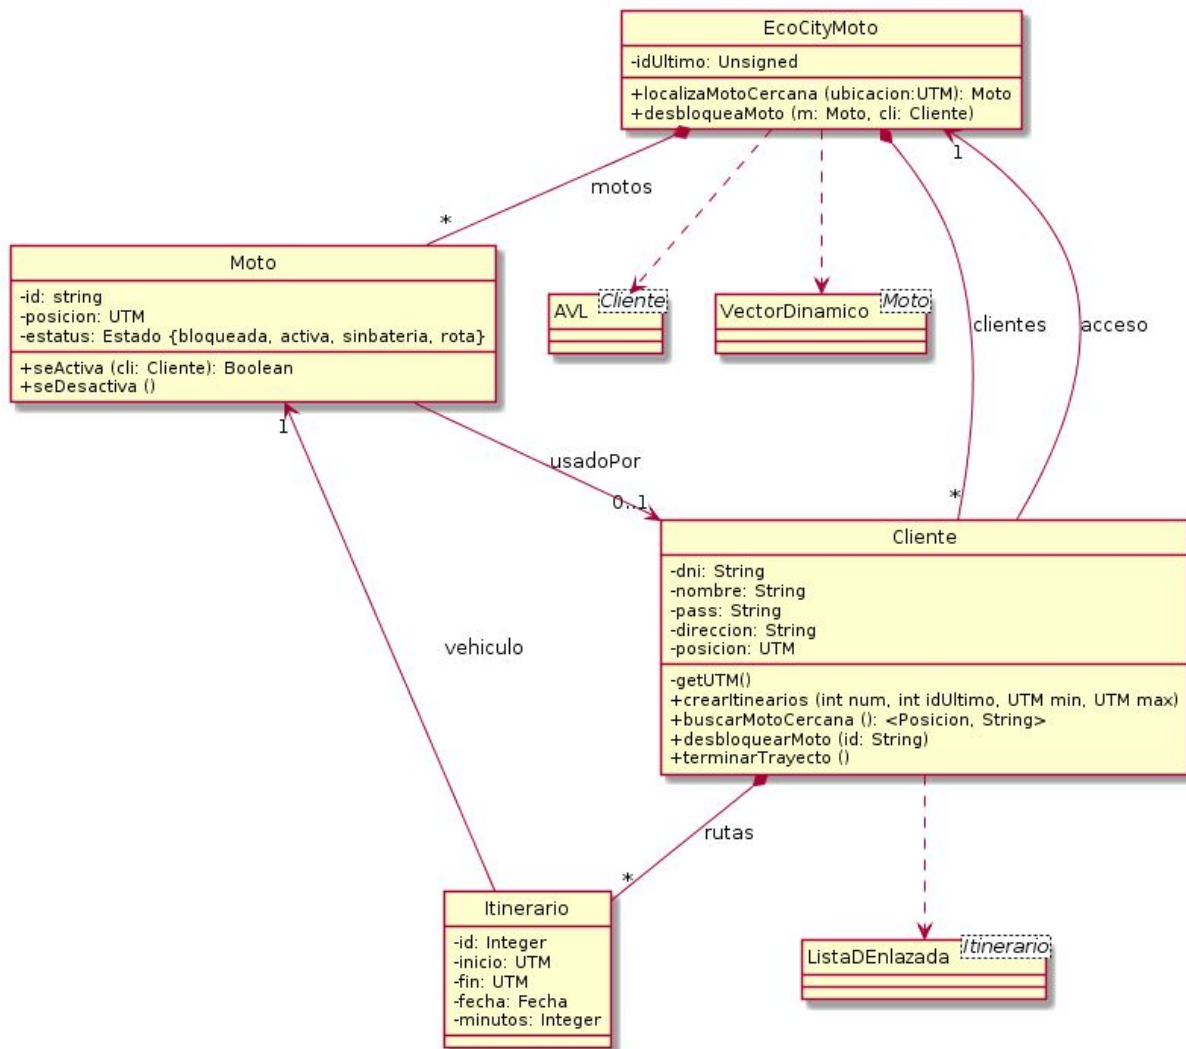 EcoCityMoto
-idUltimo: Unsigned
+localizaMotoCercana (ubicacion:UTM): Moto
+desbloqueaMoto (m: Moto, cli: Cliente)
1
motos
*
Moto
-id: string
-posicion: UTM
-estatus: Estado {bloqueada, activa, sinbateria, rota}
+seActiva (cli: Cliente): Boolean
+seDesactiva ()
AVL
Cliente
VectorDinamico
Moto
clientes
acceso
1
usadoPor
0..1
*
Cliente
-dni: String
-nombre: String
-pass: String
-direccion: String
-posicion: UTM
-getUTM()
+crearItinearios (int num, int idUltimo, UTM min, UTM max)
+buscarMotoCercana (): <Posicion, String>
+desbloquearMoto (id: String)
+terminarTrayecto ()
vehiculo
rutas
*
Itinerario
-id: Integer
-inicio: UTM
-fin: UTM
-fecha: Fecha
-minutos: Integer
ListaDEnlazada
Itinerario